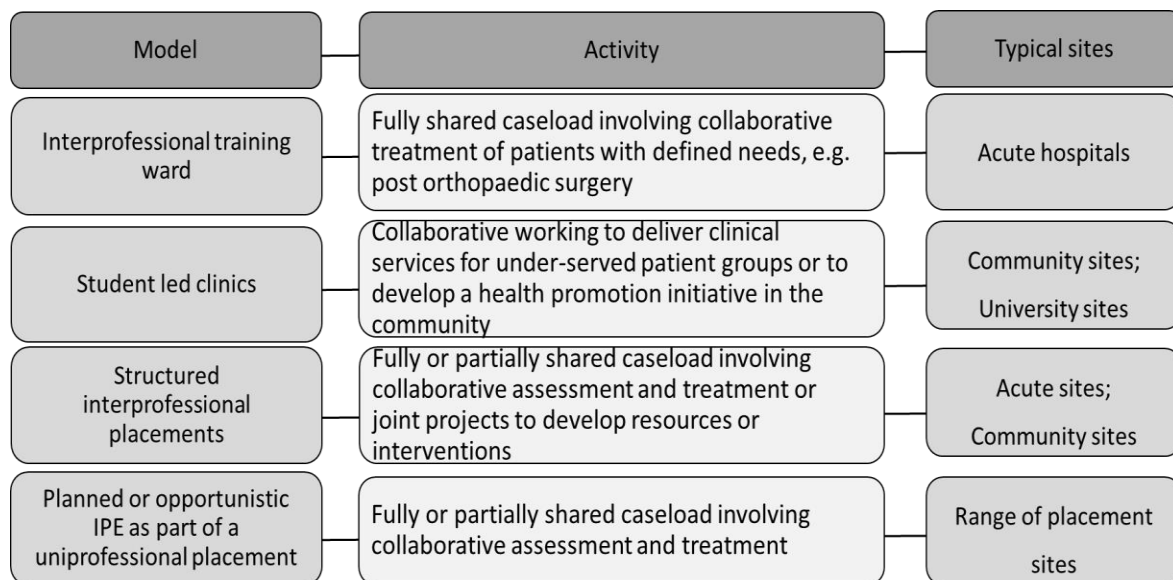 Model
Activity
Typical sites
Interprofessional training
ward
Fully shared caseload involving collaborative
treatment of patients with defined needs, e.g.
post orthopaedic surgery
Acute hospitals
Student led clinics
Collaborative working to deliver clinical
services for under-served patient groups or to
develop a health promotion initiative in the
community
Community sites;
University sites
Structured
interprofessional
placements
Fully or partially shared caseload involving
collaborative assessment and treatment or
joint projects to develop resources or
interventions
Acute sites;
Community sites
Planned or opportunistic
IPE as part of a
uniprofessional placement
Fully or partially shared caseload involving
collaborative assessment and treatment
Range of placement
sites